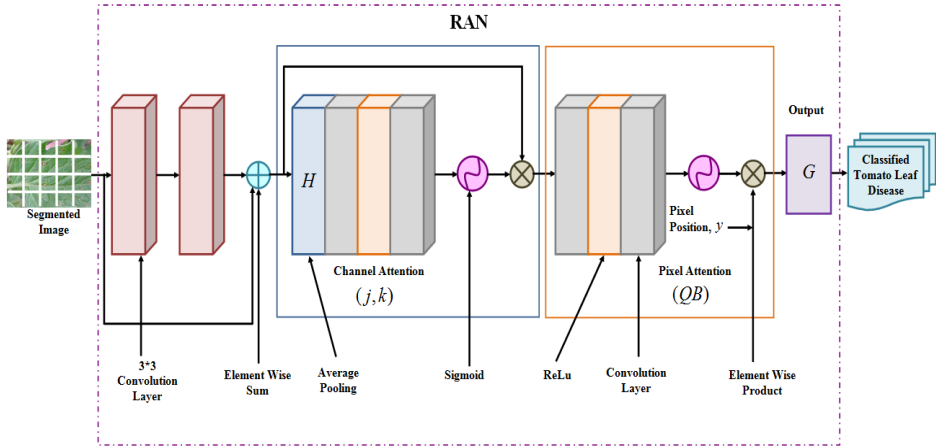 RAN
Output
H
G
Classified
Tomato Leaf
Disease
Segmented
Image
Pixel
Position, y
Channel Attention
(j,k)
Pixel Attention
(QB)
3*3
Convolution
Layer
Element Wise
Sum
Average
Pooling
Sigmoid
ReLu
Convolution
Layer
Element Wise
Product